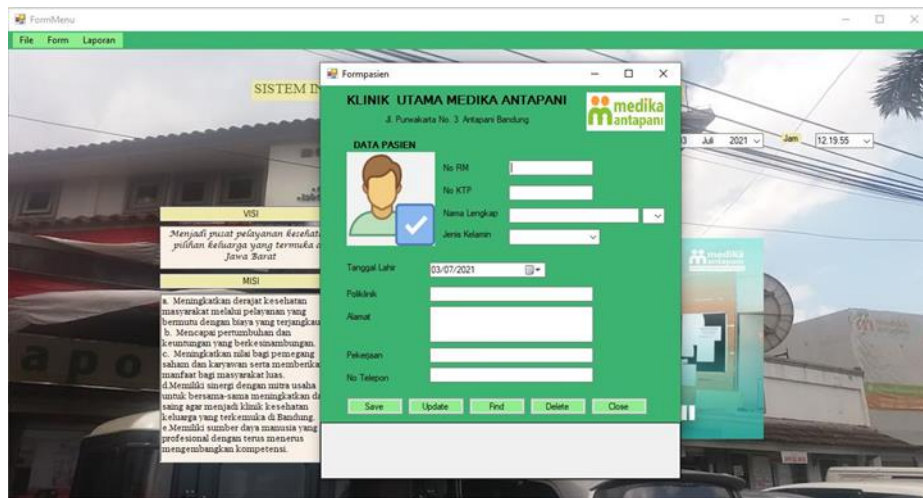 FormMenu
File Form Laporan
SISTEM IN
Juli 2021 Jam 12.19.55
VISI
Menjadi pusat pelayanan kesehat
pilihan keluarga yang termuka d
Jawa Barat
MISI
a. Meningkatkan derajat kesehatan
masyarakat melalui pelayanan yang
bermutu dengan biaya yang terjangkau
b. Mencapai pertumbuhan dan
keuntungan yang berkesinambungan.
c. Meningkatkan nilai bagi pemegang
saham dan karyawan serta memberika
manfaat bagi masyarakat luas.
d.Memiliki sinergi dengan mitra usaha
untuk bersama-sama meningkatkan da
saing agar menjadi klinik kesehatan
keluarga yang terkemuka di Bandung.
e.Memiliki sumber daya manusia yang
profesional dengan terus menerus
mengembangkan kompetensi.
Formpasien
KLINIK UTAMA MEDIKA ANTAPANI
Jl. Purwakarta No. 3 Antapani Bandung
medika
antapani
DATA PASIEN
No RM
No KTP
Nama Lengkap
Jenis Kelamin
Tanggal Lahir 03/07/2021
Poliklinik
Alamat
Pekerjaan
No Telepon
Save Update Find Delete Close
medika
antapani
apo